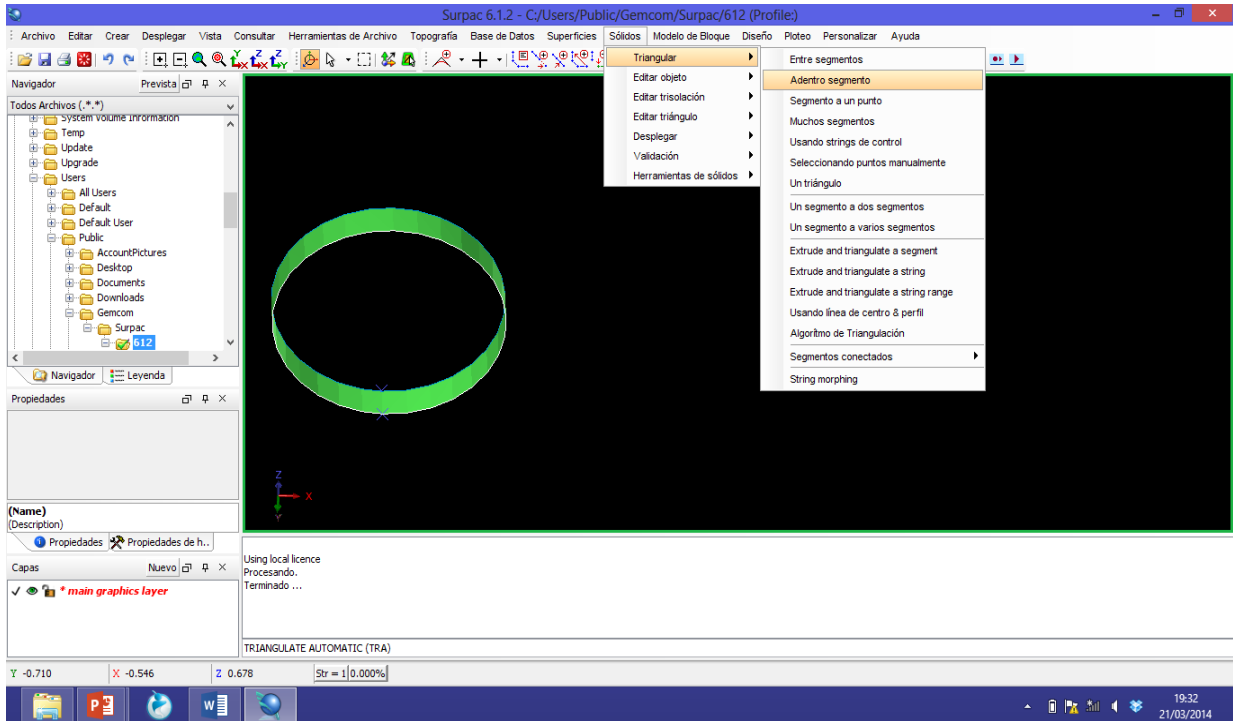 Surpac 6.1.2 - C:/Users/Public/Gemcom/Surpac/612 (Profile:)
Archivo Editar Crear Desplegar Vista Consultar Herramientas de Archivo Topografía Base de Datos Superficies Sólidos Modelo de Bloque Diseño Ploteo Personalizar Ayuda
Navegador Prevista
Todos Archivos (.*.*)
System Volume Information
Temp
Update
Upgrade
Users
All Users
Default
Default User
Public
AccountPictures
Desktop
Documents
Downloads
Gemcom
Surpac
612
Navigador Leyenda
Triangular
Editar objeto
Editar trisolación
Editar triángulo
Desplegar
Validación
Herramientas de sólidos
Entre segmentos
Adentro segmento
Segmento a un punto
Muchos segmentos
Usando strings de control
Seleccionando puntos manualmente
Un triángulo
Un segmento a dos segmentos
Un segmento a varios segmentos
Extrude and triangulate a segment
Extrude and triangulate a string
Extrude and triangulate a string range
Usando línea de centro & perfil
Algorítmo de Triangulación
Segmentos conectados
String morphing
Propiedades
(Name)
(Description)
Propiedades Propiedades de h..
Capas Nuevo
* main graphics layer
Z
X
Y
Using local licence
Procesando.
Terminado ...
TRIANGULATE AUTOMATIC (TRA)
Y -0.710 X -0.546 Z 0.678 Str = 1 0.000%
19:32
21/03/2014